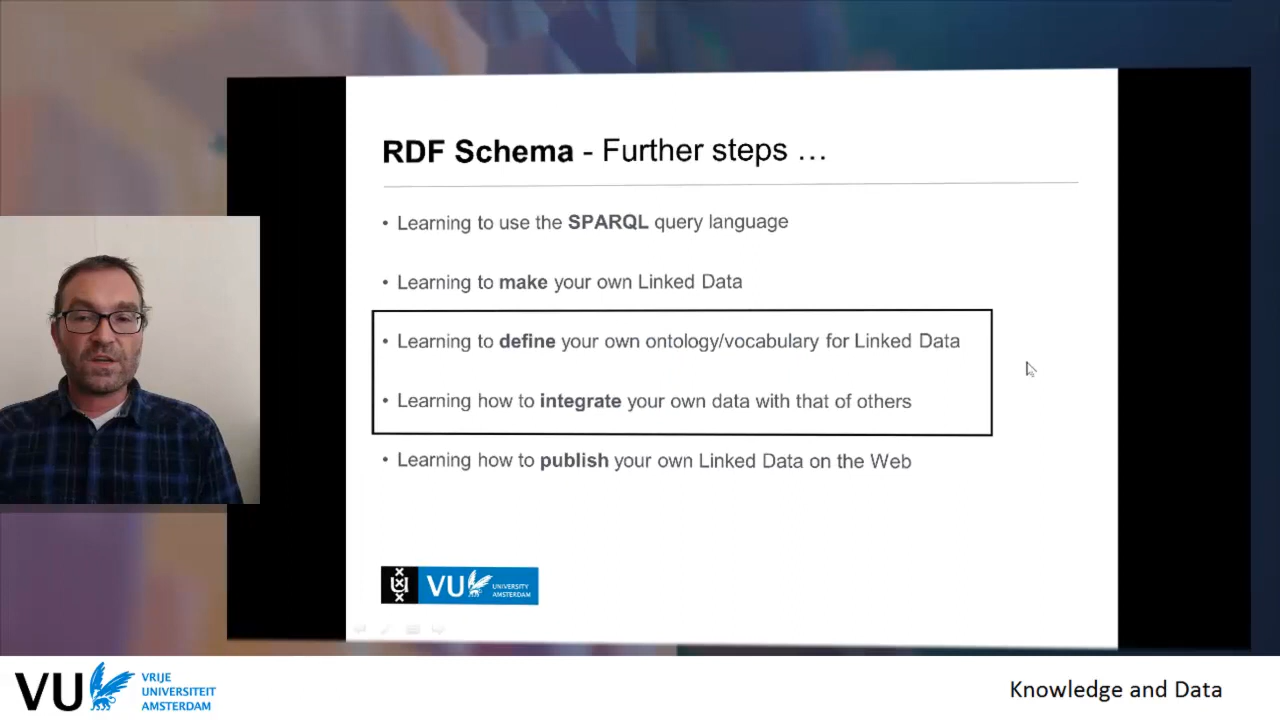 RDF Schema - Further steps …
• Learning to use the SPARQL query language
• Learning to make your own Linked Data
• Learning to define your own ontology/vocabulary for Linked Data
• Learning how to integrate your own data with that of others
• Learning how to publish your own Linked Data on the Web
VU UNIVERSITY
AMSTERDAM
VU VRIJE
UNIVERSITEIT
AMSTERDAM
Knowledge and Data